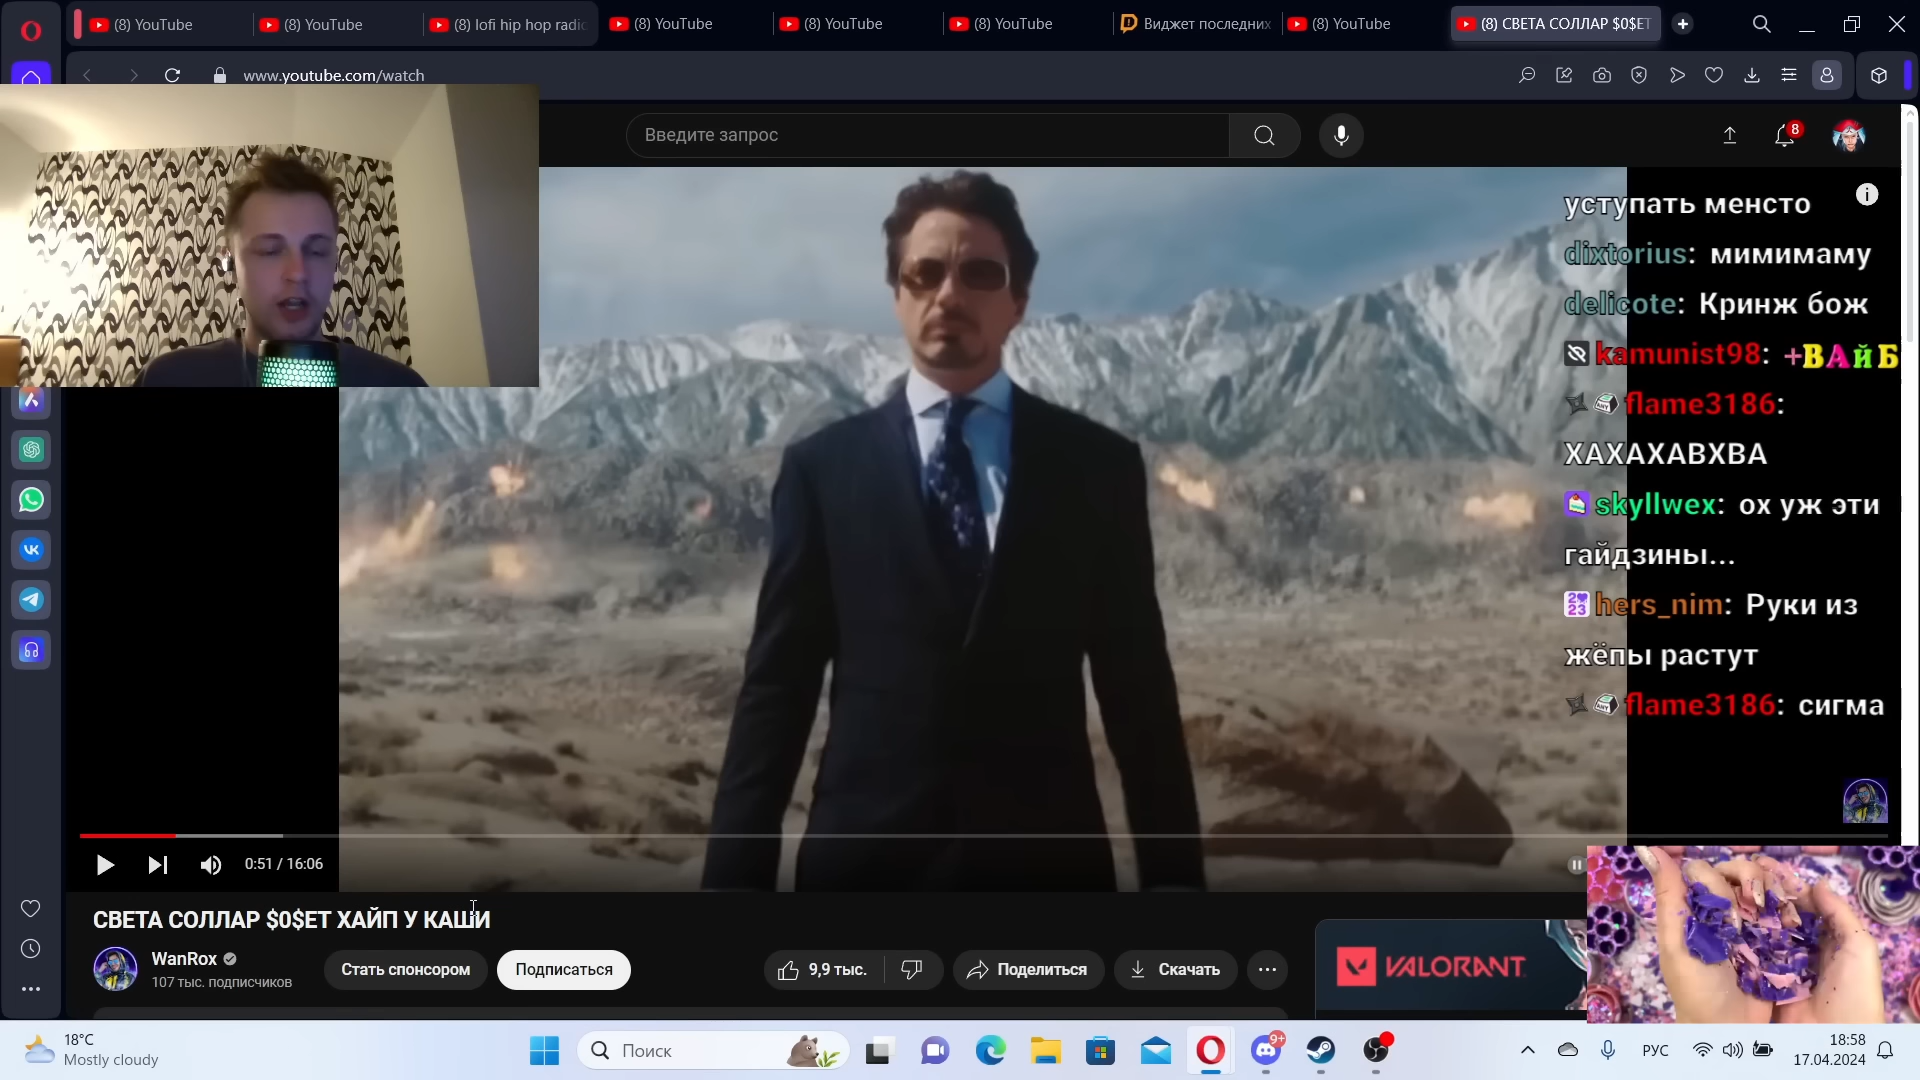 (8) YouTube
(8) YouTube
(8) lofi hip hop radio
(8) YouTube
(8) YouTube
(8) YouTube
Виджет последних
(8) YouTube
(8) СВЕТА СОЛЛАР $0$ET
www.youtube.com/watch
Введите запрос
8
уступать менсто
dixtorius: мимимаму
delicote: Кринж бож
kamunist98: +ВАЙБ
flame3186:
ХАХАХАВХВА
skyllwex: ох уж эти
гайдзины...
hers_nim: Руки из
жёпы растут
flame3186: сигма
0:51 / 16:06
СВЕТА СОЛЛАР $0$ET ХАЙП У КАШИ
WanRox
107 тыс. подписчиков
Стать спонсором
Подписаться
9,9 тыс.
Поделиться
Скачать
VALORANT
18°C
Mostly cloudy
Поиск
9+
РУС
18:58
17.04.2024